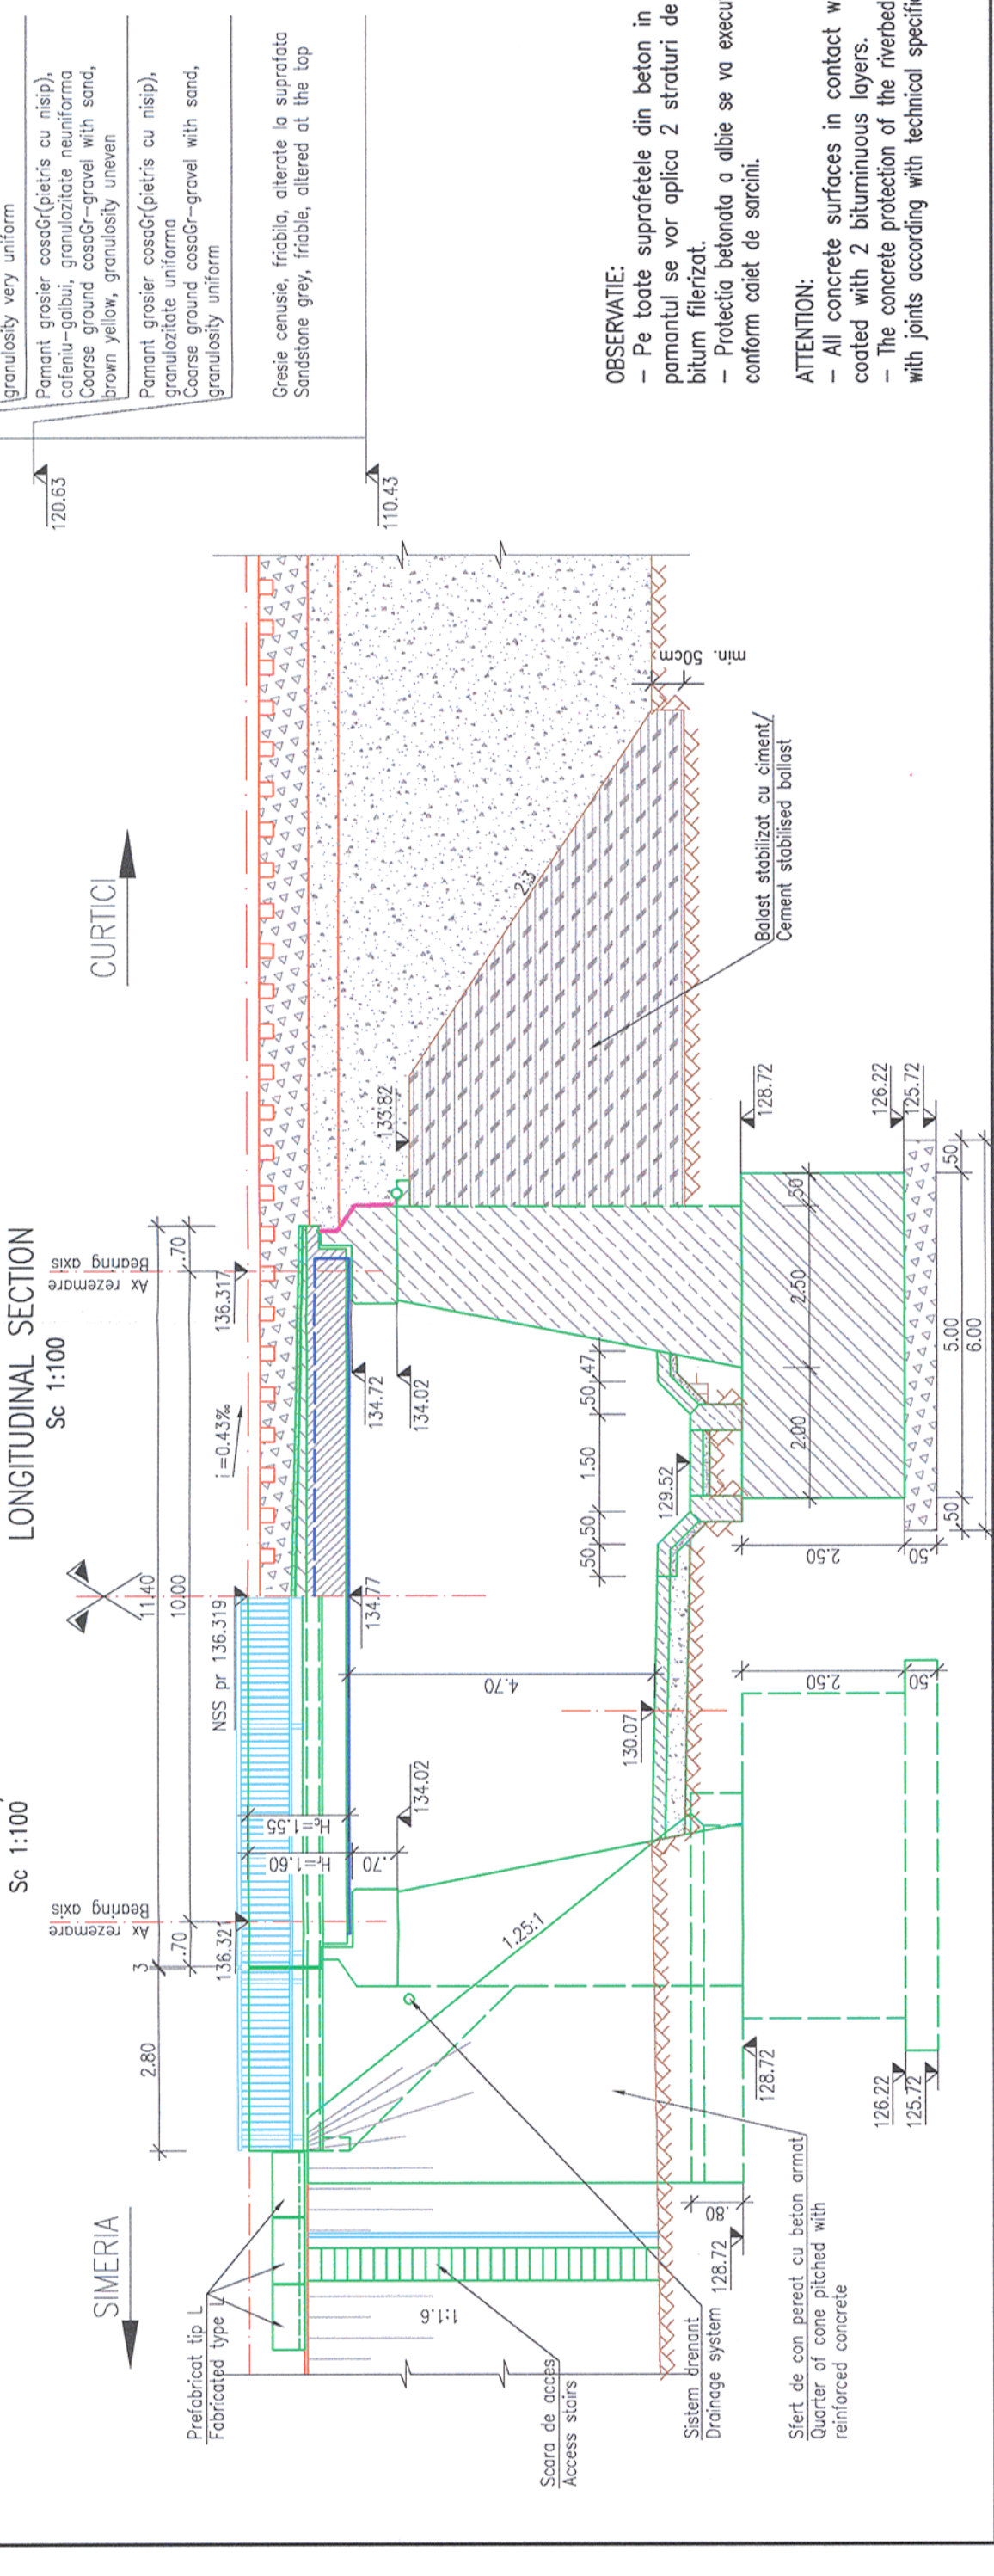 Sc 1:100
LONGITUDINAL SECTION
Sc 1:100
SIMERIA
CURTICI
granulosity very uniform
Pamant grosier cosaGr(pietris cu nisip),
cafeniu-galbui, granulozitate neuniforma
Coarse ground cosaGr-gravel with sand,
brown yellow, granulosity uneven
Pamant grosier cosaGr(pietris cu nisip),
granulozitate uniforma
Coarse ground cosaGr-gravel with sand,
granulosity uniform
Gresie cenusie, friabila, alterate la suprafata
Sandstone grey, friable, altered at the top
120.63
110.43
2.80
3
11.40
.70
10.00
.70
Ax rezemare
Bearing axis
Ax rezemare
Bearing axis
136.321
NSS pr 136.319
136.317
i=0.43‰
Prefabricat tip L
Fabricated type L
Hr=1.60
Hc=1.55
.70
134.02
134.77
134.72
134.02
133.82
4.70
1.25:1
2:3
1:1.6
130.07
129.52
.50
.50
1.50
.50
.47
min. 50cm
Balast stabilizat cu ciment/
Cement stabilised ballast
Scara de acces
Access stairs
Sistem drenant
Drainage system
Sfert de con pereat cu beton armat
Quarter of cone pitched with
reinforced concrete
.80
128.72
128.72
126.22
125.72
2.50
.50
2.50
.50
2.00
2.50
.50
128.72
126.22
125.72
.50
5.00
.50
6.00
OBSERVATIE:
- Pe toate suprafetele din beton in
pamantul se vor aplica 2 straturi de
bitum filerizat.
- Protectia betonata a albie se va execu
conform caiet de sarcini.
ATTENTION:
- All concrete surfaces in contact w
coated with 2 bituminous layers.
- The concrete protection of the riverbed
with joints according with technical specific